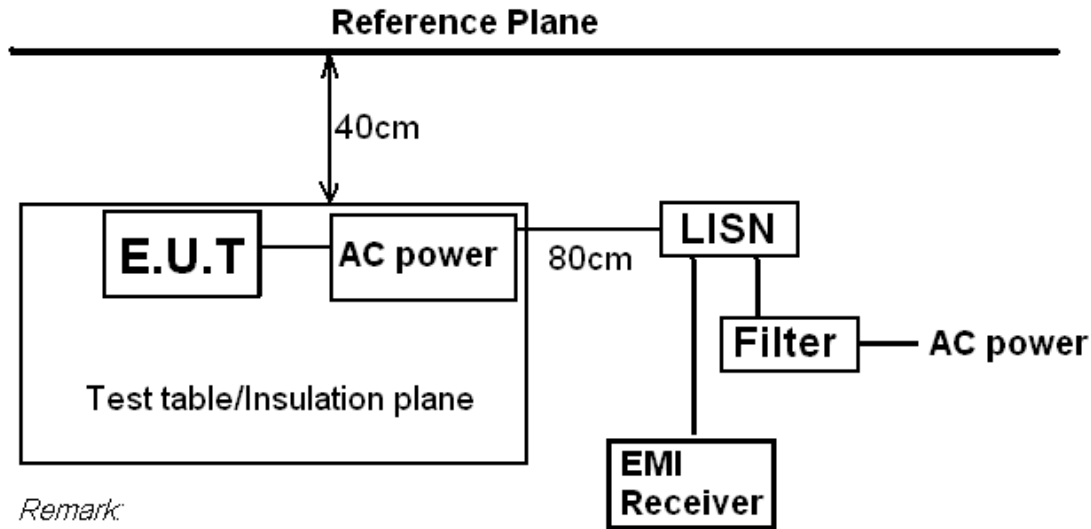 Reference Plane
40cm
E.U.T
AC power
80cm
LISN
Filter
AC power
Test table/Insulation plane
EMI
Receiver
Remark: